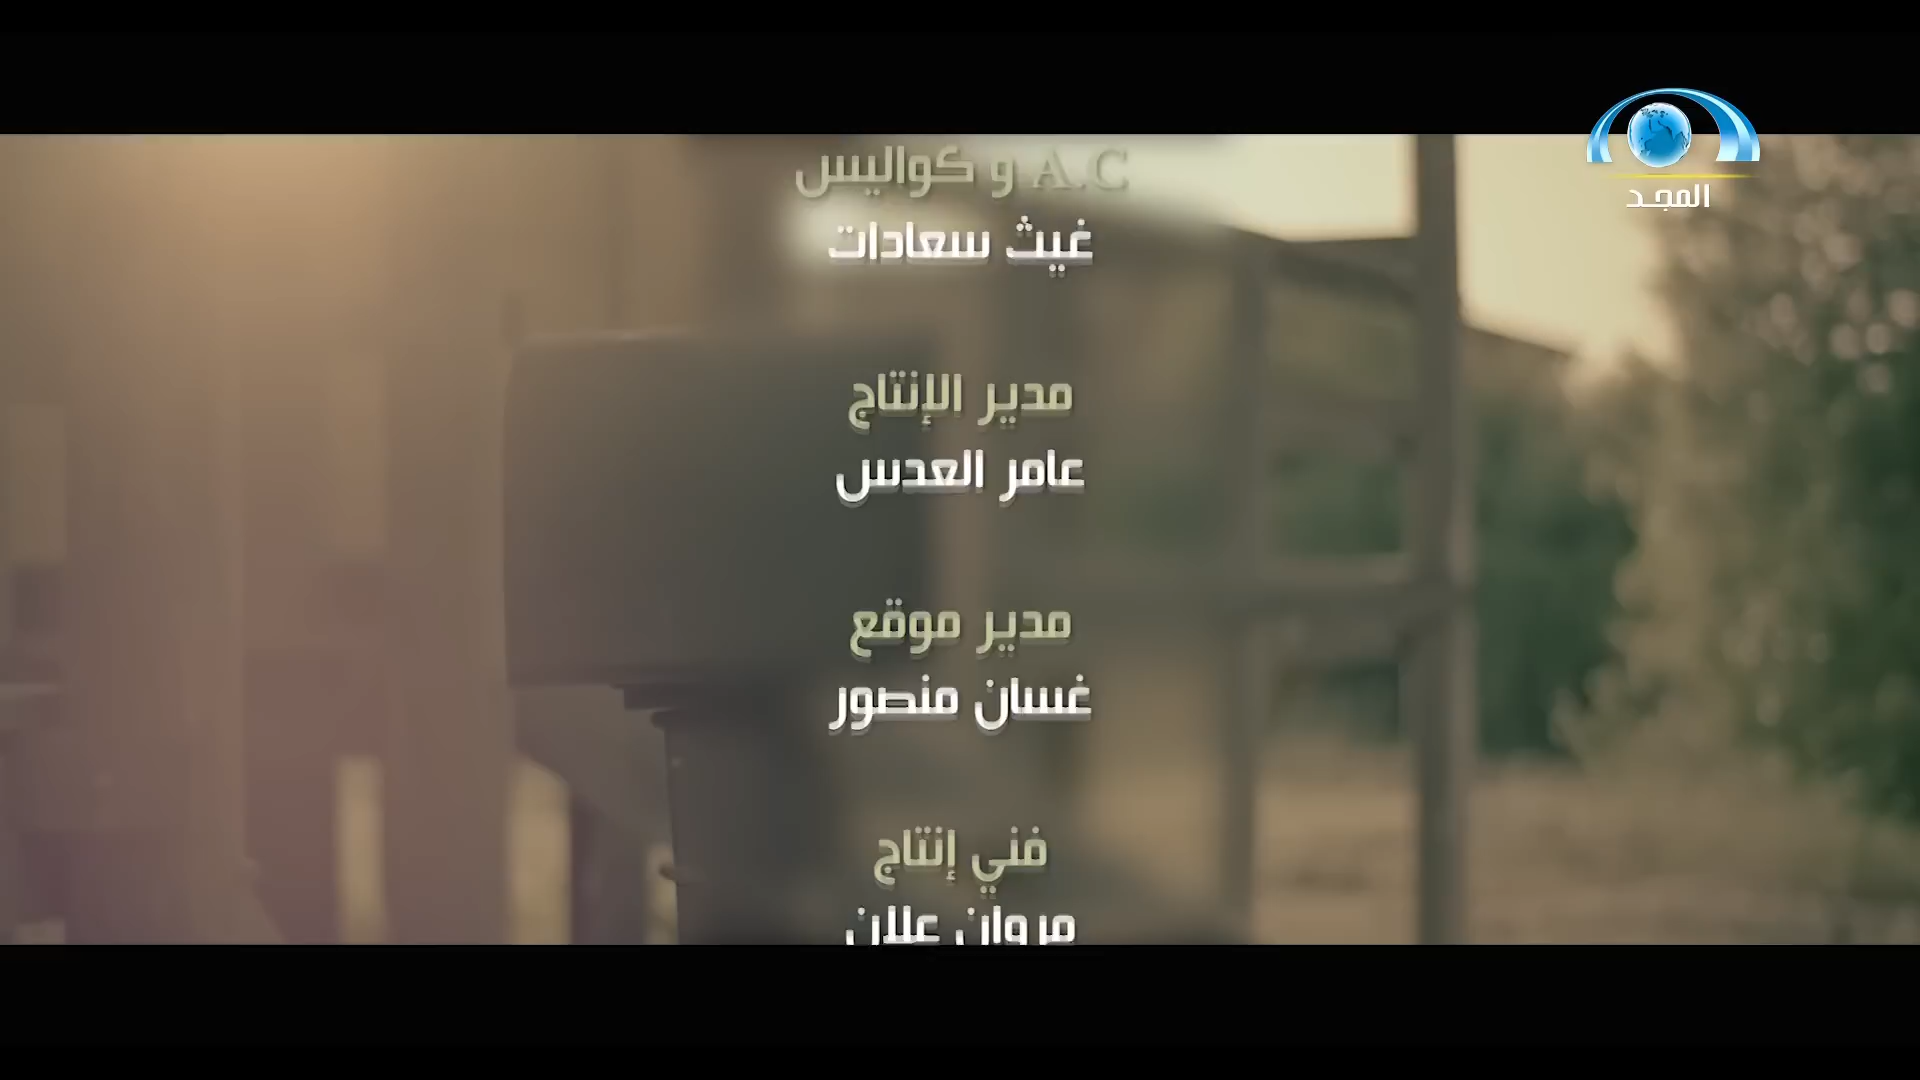 A.C و كواليس
المجد
غيث سعادات
مدير الإنتاج
عامر العدس
مدير موقع
غسان منصور
فني إنتاج
مروان علان